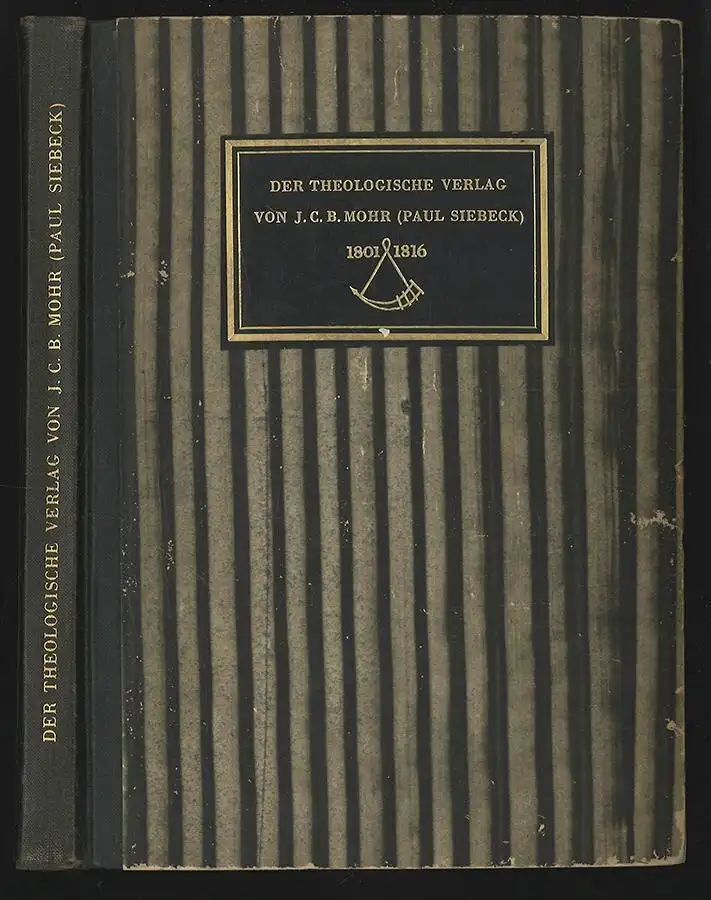 DER THEOLOGISCHE VERLAG VON J. C. B. MOHR (PAUL SIEBECK)
DER THEOLOGISCHE VERLAG
VON J. C. B. MOHR (PAUL SIEBECK)
1801 1816